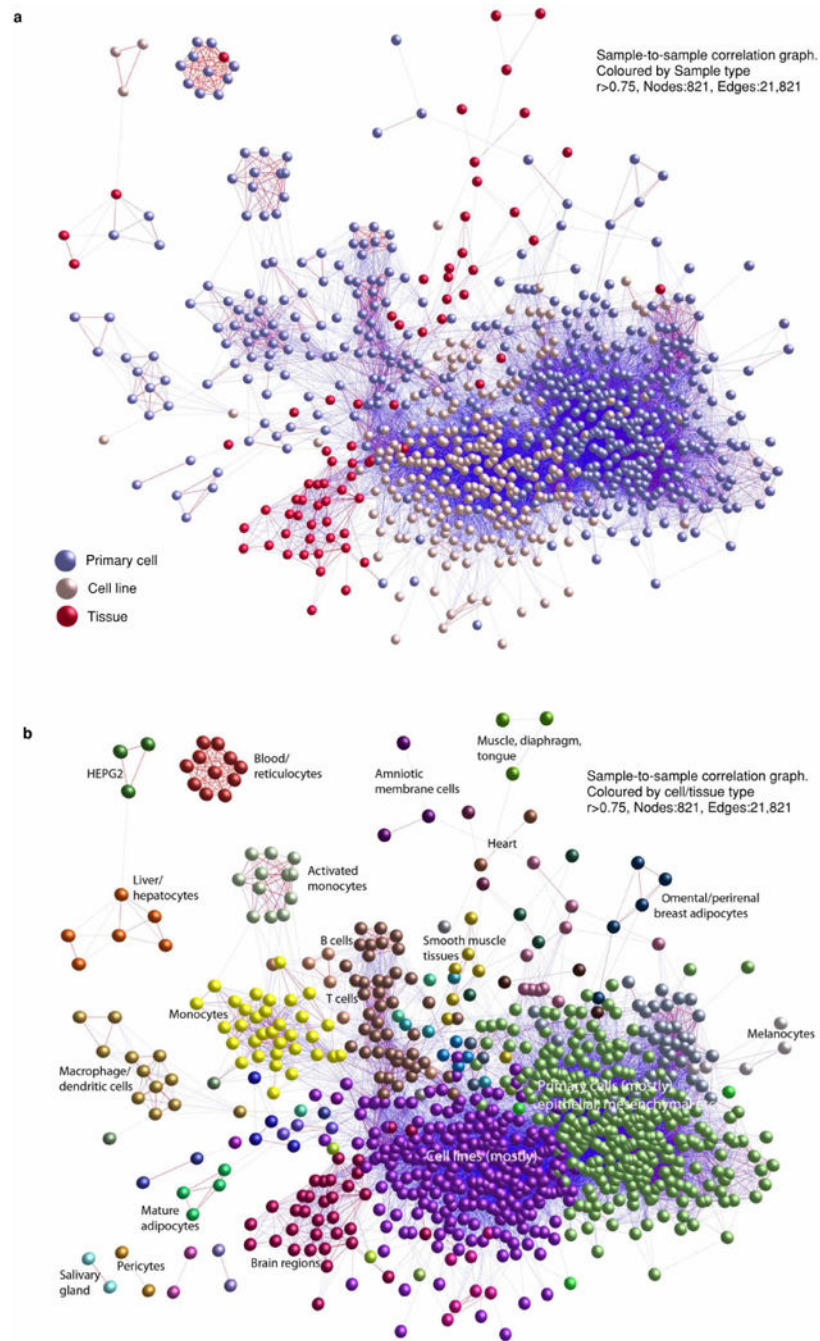 a
Sample-to-sample correlation graph.
Coloured by Sample type
r>0.75, Nodes:821, Edges:21,821
Primary cell
Cell line
Tissue
b
HEPG2
Blood/
reticulocytes
Amniotic
membrane cells
Muscle, diaphragm,
tongue
Sample-to-sample correlation graph.
Coloured by cell/tissue type
r>0.75, Nodes:821, Edges:21,821
Heart
Liver/
hepatocytes
Activated
monocytes
Omental/perirenal
breast adipocytes
B cells
Smooth muscle
tissues
T cells
Monocytes
Melanocytes
Macrophage/
dendritic cells
Primary cells (mostly)
epithelial, mesenchymal
Cell lines (mostly)
Mature
adipocytes
Brain regions
Salivary
gland
Pericytes